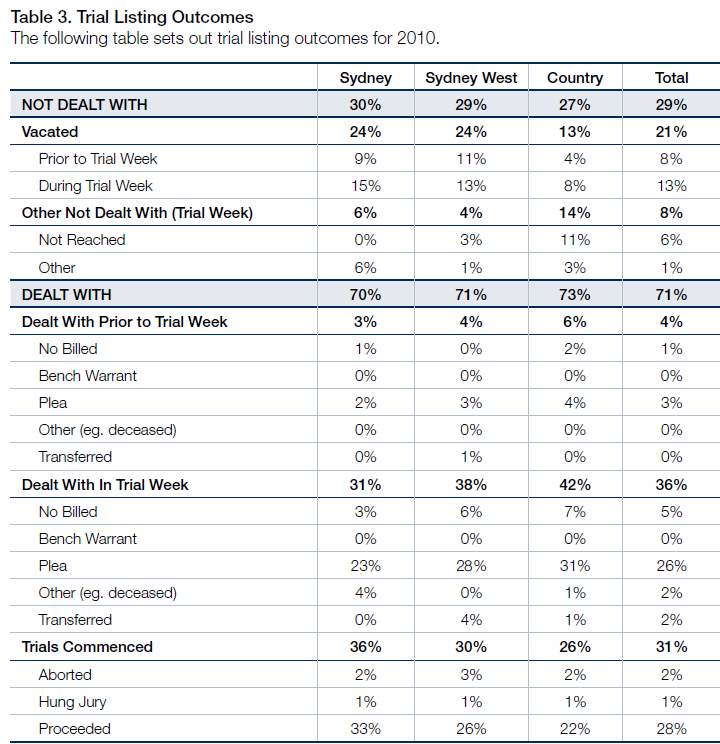 Table 3. Trial Listing Outcomes
The following table sets out trial listing outcomes for 2010.
Sydney Sydney West Country Total
NOT DEALT WITH 30% 29% 27% 29%
Vacated 24% 24% 13% 21%
Prior to Trial Week 9% 11% 4% 8%
During Trial Week 15% 13% 8% 13%
Other Not Dealt With (Trial Week) 6% 4% 14% 8%
Not Reached 0% 3% 11% 6%
Other 6% 1% 3% 1%
DEALT WITH 70% 71% 73% 71%
Dealt With Prior to Trial Week 3% 4% 6% 4%
No Billed 1% 0% 2% 1%
Bench Warrant 0% 0% 0% 0%
Plea 2% 3% 4% 3%
Other (eg. deceased) 0% 0% 0% 0%
Transferred 0% 1% 0% 0%
Dealt With In Trial Week 31% 38% 42% 36%
No Billed 3% 6% 7% 5%
Bench Warrant 0% 0% 0% 0%
Plea 23% 28% 31% 26%
Other (eg. deceased) 4% 0% 1% 2%
Transferred 0% 4% 1% 2%
Trials Commenced 36% 30% 26% 31%
Aborted 2% 3% 2% 2%
Hung Jury 1% 1% 1% 1%
Proceeded 33% 26% 22% 28%